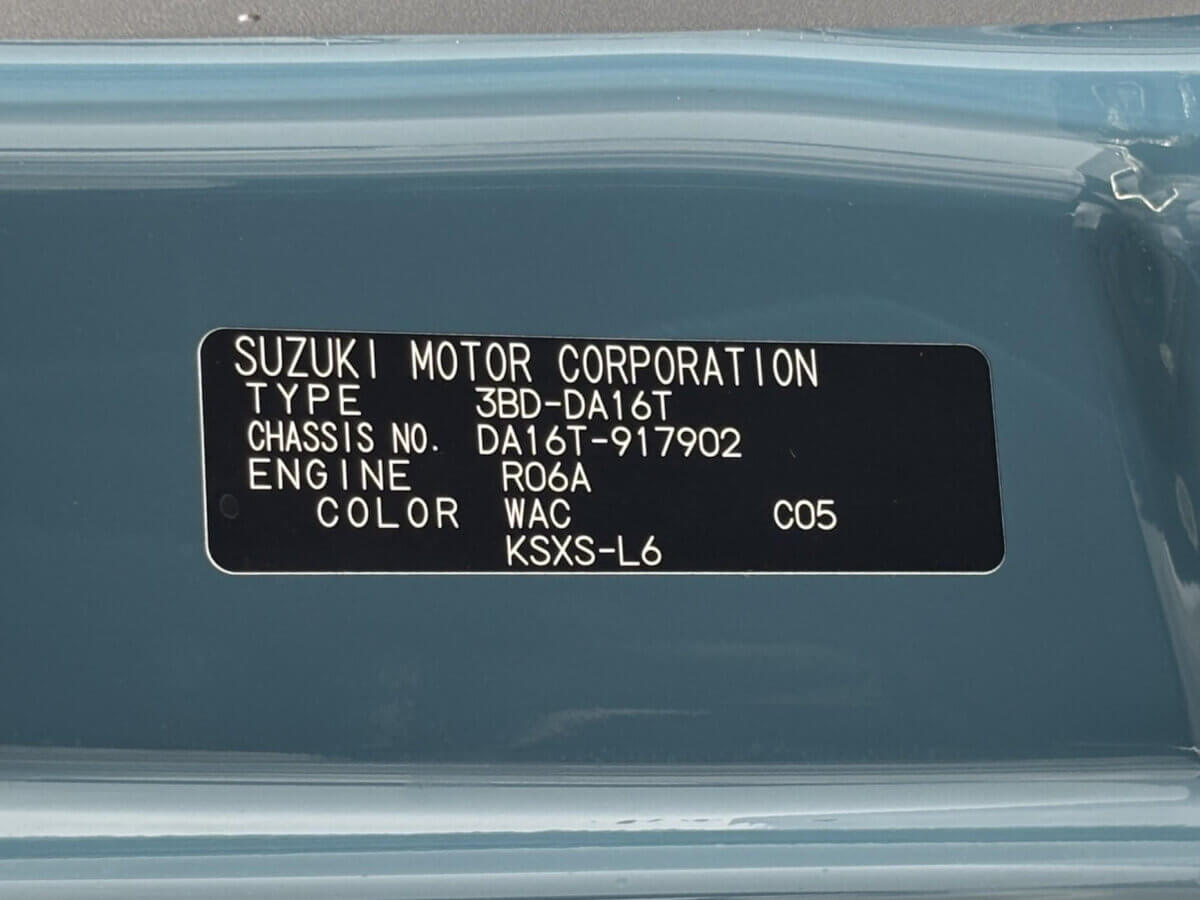 SUZUKI MOTOR CORPORATION
TYPE 3BD-DA16T
CHASSIS NO. DA16T-917902
ENGINE R06A
COLOR WAC C05
KSXS-L6